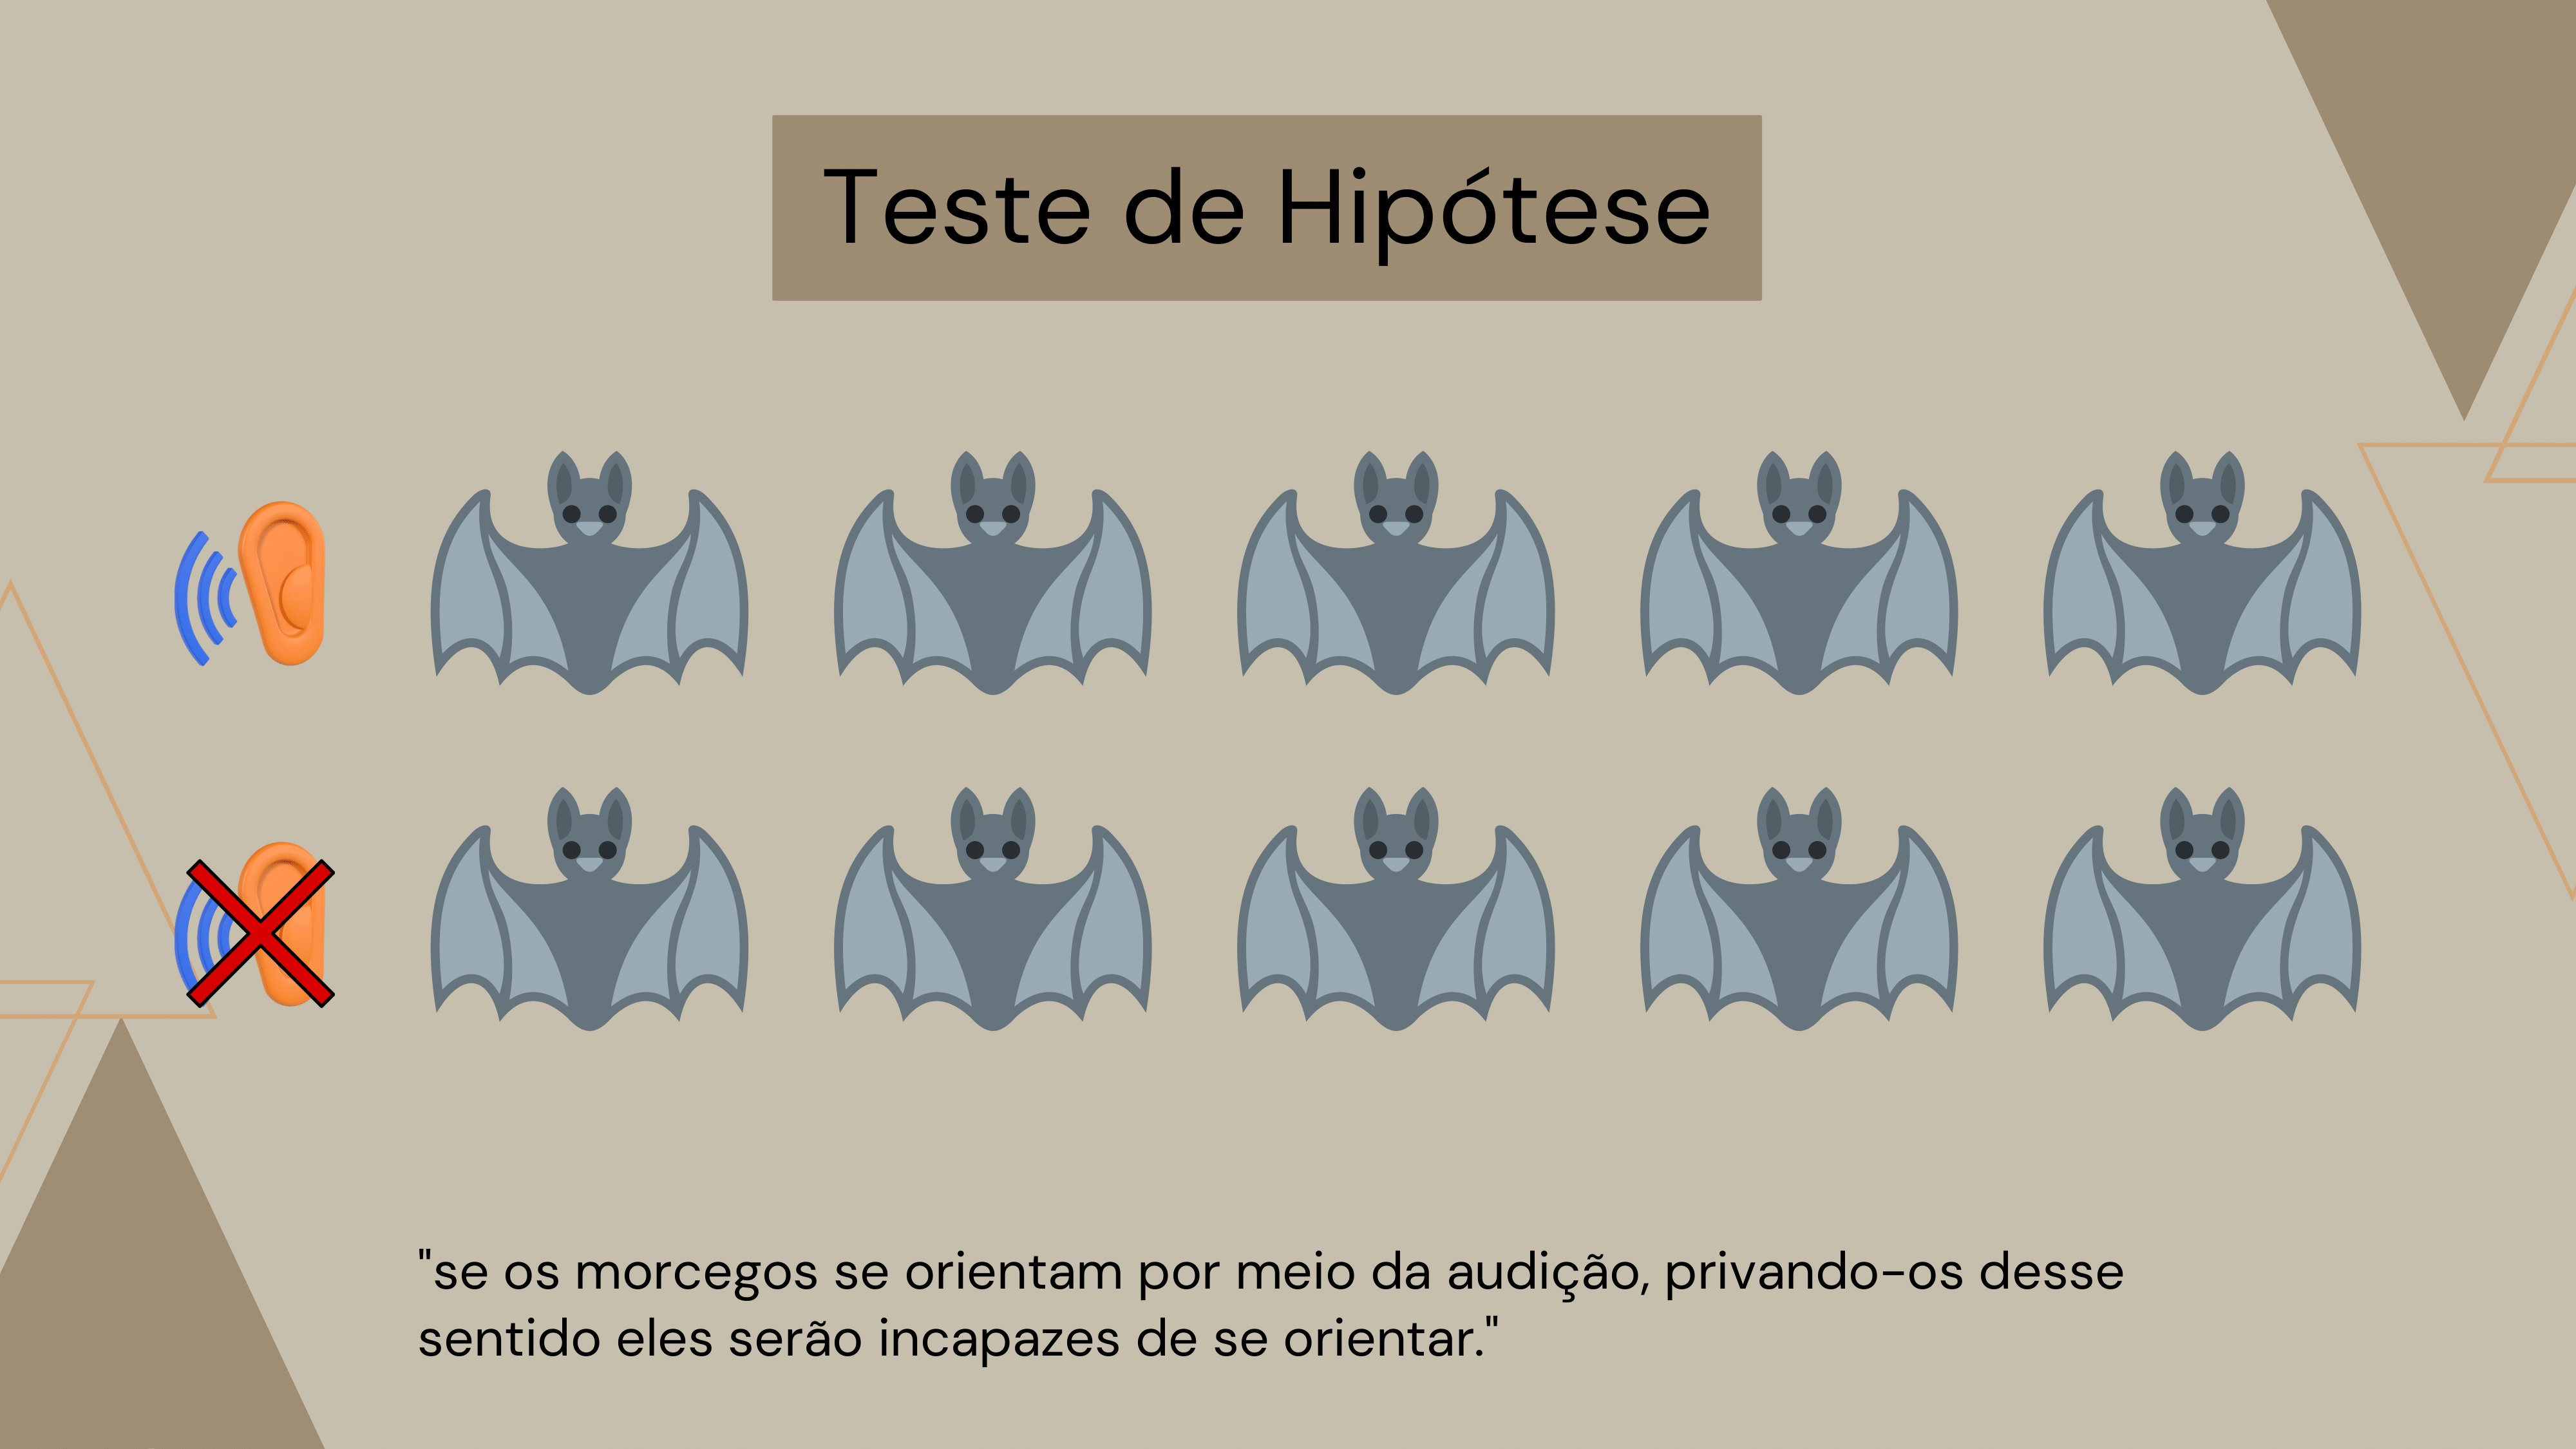 Teste de Hipótese
"se os morcegos se orientam por meio da audição, privando-os desse
sentido eles serão incapazes de se orientar."